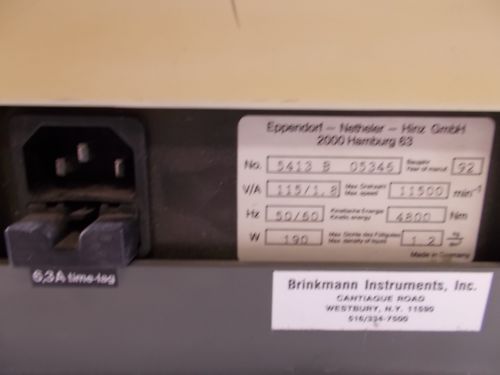 Eppendorf – Netheler – Hinz GmbH
2000 Hamburg 63
No. 5413 B 05346 Baujahr Year of manuf. 92
V/A 115/1.8 Max. Drehzahl Max. speed 11500 min⁻¹
Hz 50/60 Kinetische Energie Kinetic energy 4800 Nm
W 190 Max. Dichte des Füllgutes Max. density of liquid 1.2 kg/dm³
Made in Germany
6,3A time-lag
Brinkmann Instruments, Inc.
CANTIAGUE ROAD
WESTBURY, N.Y. 11590
516/334-7500